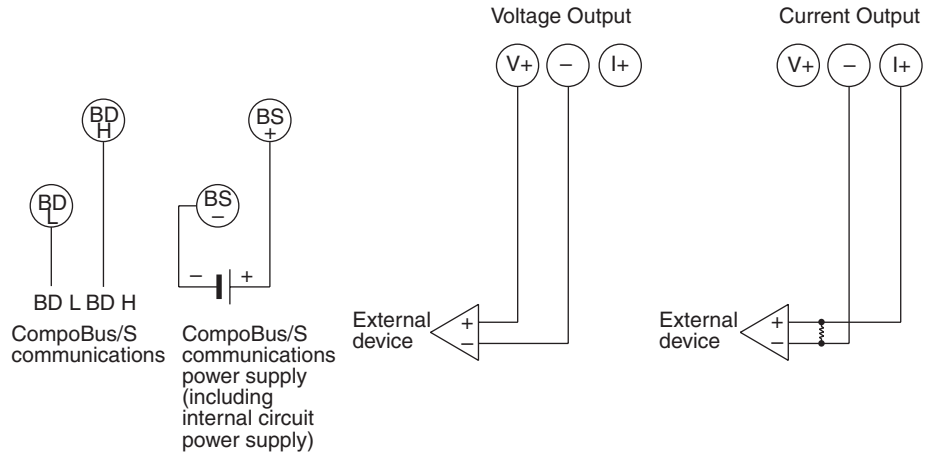 Voltage Output
Current Output
V+
–
I+
V+
–
I+
BD
H
BS
+
BD
L
BS
–
–
+
BD L BD H
CompoBus/S
communications
CompoBus/S
communications
power supply
(including
internal circuit
power supply)
External
device
+
–
External
device
+
–